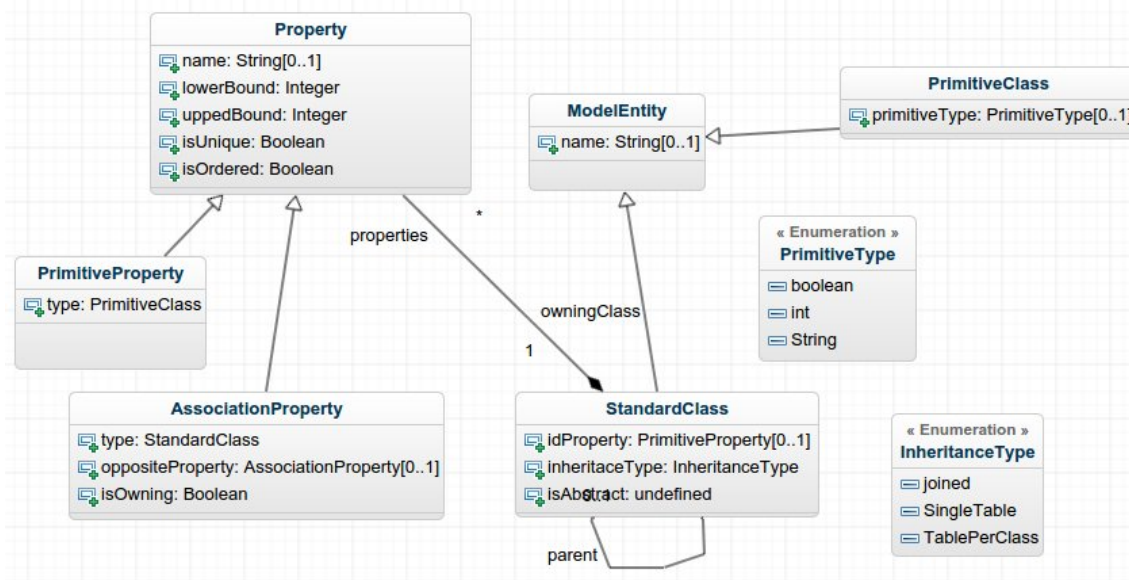 Property
name: String[0..1]
lowerBound: Integer
uppedBound: Integer
isUnique: Boolean
isOrdered: Boolean
ModelEntity
name: String[0..1]
PrimitiveClass
primitiveType: PrimitiveType[0..1]
*
properties
PrimitiveProperty
type: PrimitiveClass
owningClass
1
« Enumeration »
PrimitiveType
boolean
int
String
AssociationProperty
type: StandardClass
oppositeProperty: AssociationProperty[0..1]
isOwning: Boolean
StandardClass
idProperty: PrimitiveProperty[0..1]
inheritaceType: InheritanceType
isAbstract: undefined
0..1
parent
« Enumeration »
InheritanceType
joined
SingleTable
TablePerClass